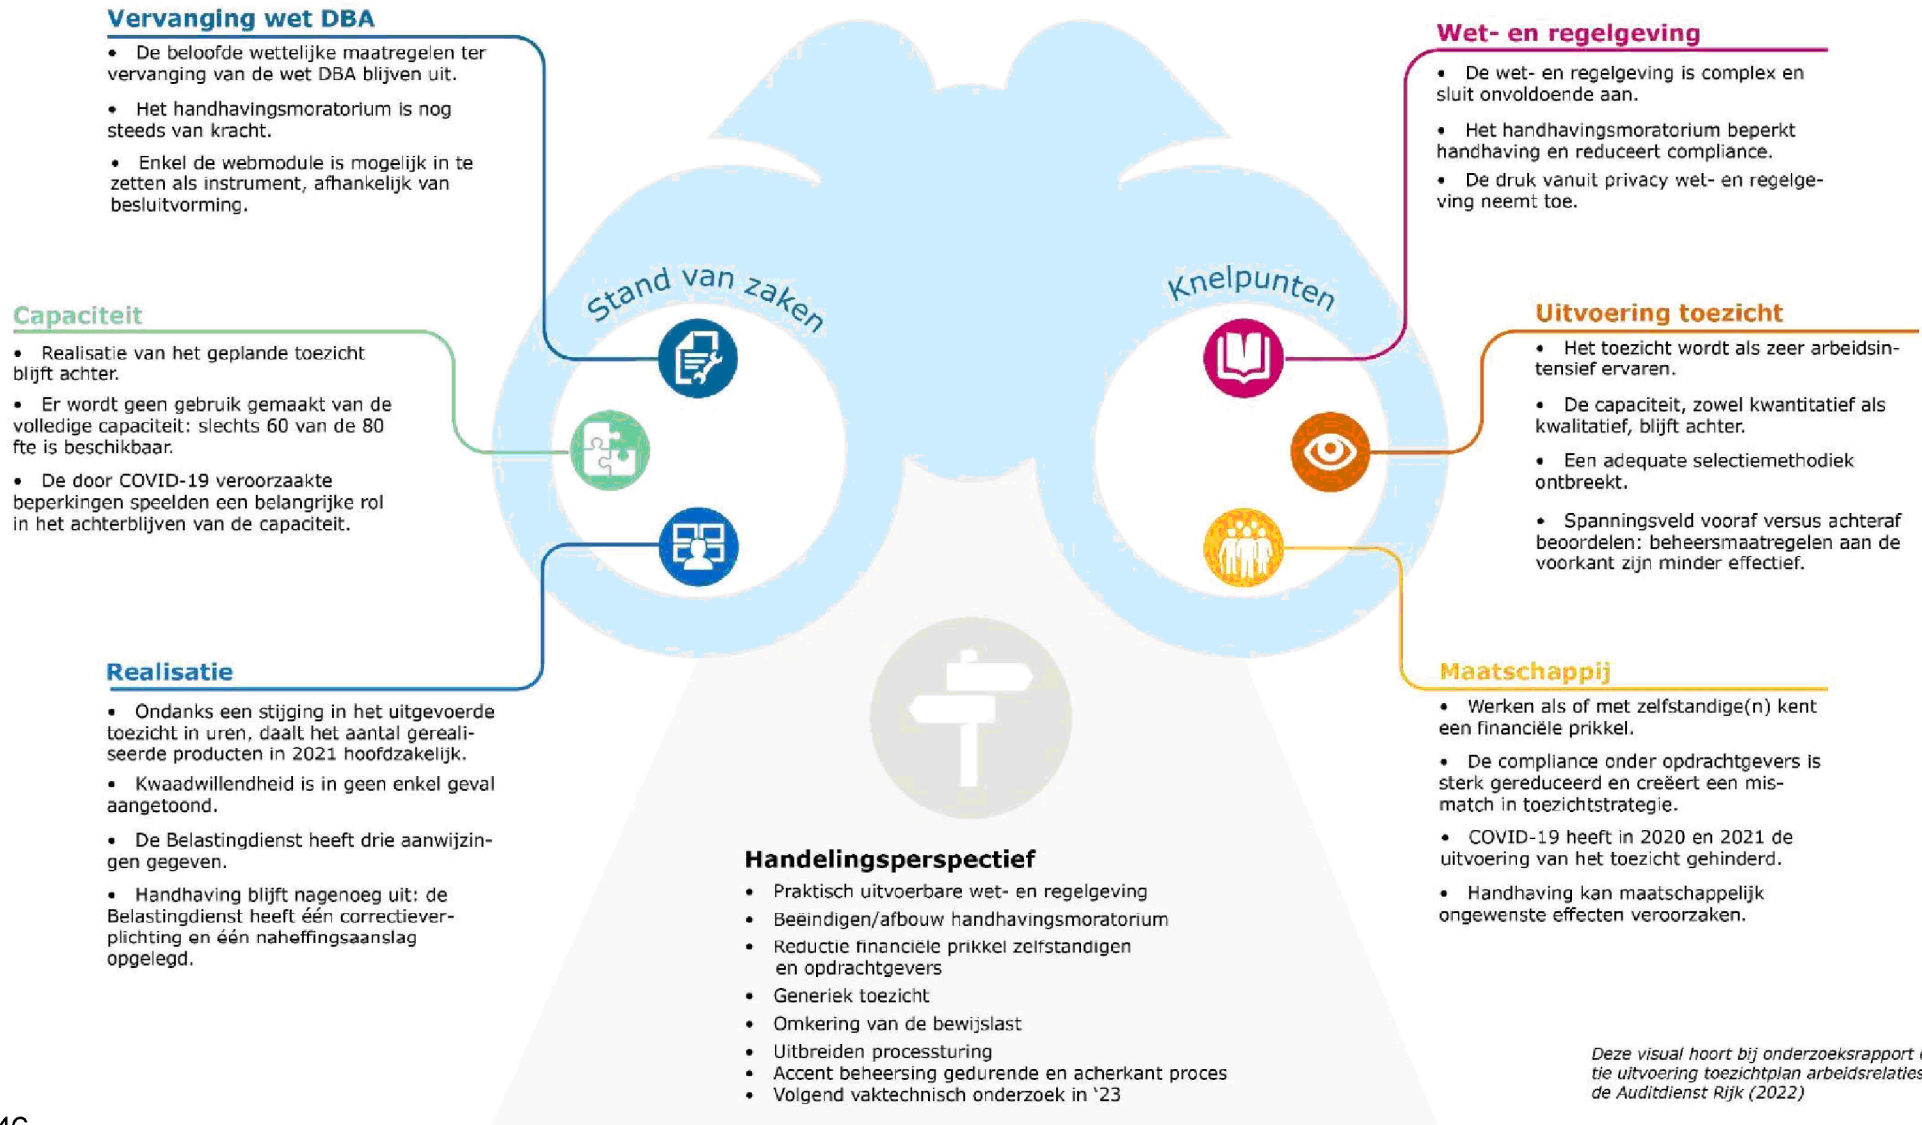 Vervanging wet DBA
• De beloofde wettelijke maatregelen ter
vervanging van de wet DBA blijven uit.
• Het handhavingsmoratorium is nog
steeds van kracht.
• Enkel de webmodule is mogelijk in te
zetten als instrument, afhankelijk van
besluitvorming.
Capaciteit
• Realisatie van het geplande toezicht
blijft achter.
• Er wordt geen gebruik gemaakt van de
volledige capaciteit: slechts 60 van de 80
fte is beschikbaar.
• De door COVID-19 veroorzaakte
beperkingen speelden een belangrijke rol
in het achterblijven van de capaciteit.
Realisatie
• Ondanks een stijging in het uitgevoerde
toezicht in uren, daalt het aantal gereali-
seerde producten in 2021 hoofdzakelijk.
• Kwaadwillendheid is in geen enkel geval
aangetoond.
• De Belastingdienst heeft drie aanwijzin-
gen gegeven.
• Handhaving blijft nagenoeg uit: de
Belastingdienst heeft één correctiever-
plichting en één naheffingsaanslag
opgelegd.
Stand van zaken
Knelpunten
Wet- en regelgeving
• De wet- en regelgeving is complex en
sluit onvoldoende aan.
• Het handhavingsmoratorium beperkt
handhaving en reduceert compliance.
• De druk vanuit privacy wet- en regelge-
ving neemt toe.
Uitvoering toezicht
• Het toezicht wordt als zeer arbeidsin-
tensief ervaren.
• De capaciteit, zowel kwantitatief als
kwalitatief, blijft achter.
• Een adequate selectiemethodiek
ontbreekt.
• Spanningsveld vooraf versus achteraf
beoordelen: beheersmaatregelen aan de
voorkant zijn minder effectief.
Maatschappij
• Werken als of met zelfstandige(n) kent
een financiële prikkel.
• De compliance onder opdrachtgevers is
sterk gereduceerd en creëert een mis-
match in toezichtstrategie.
• COVID-19 heeft in 2020 en 2021 de
uitvoering van het toezicht gehinderd.
• Handhaving kan maatschappelijk
ongewenste effecten veroorzaken.
Handelingsperspectief
• Praktisch uitvoerbare wet- en regelgeving
• Beëindigen/afbouw handhavingsmoratorium
• Reductie financiële prikkel zelfstandigen
en opdrachtgevers
• Generiek toezicht
• Omkering van de bewijslast
• Uitbreiden processturing
• Accent beheersing gedurende en acherkant proces
• Volgend vaktechnisch onderzoek in '23
Deze visual hoort bij onderzoeksrapport
tie uitvoering toezichtplan arbeidsrelaties
de Auditdienst Rijk (2022)